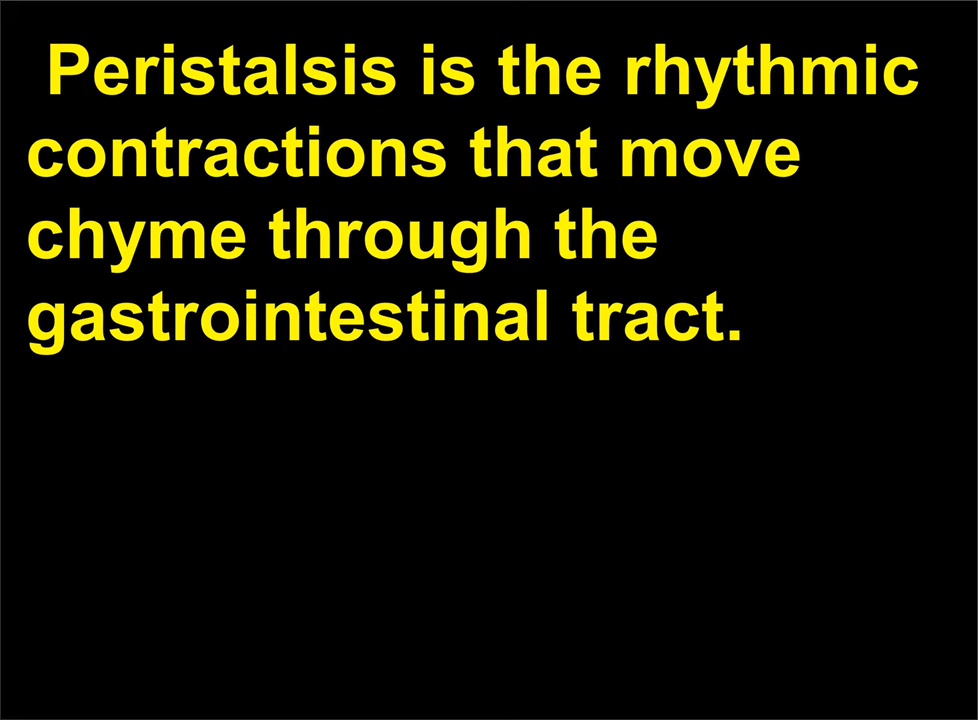 Peristalsis is the rhythmic
contractions that move
chyme through the
gastrointestinal tract.